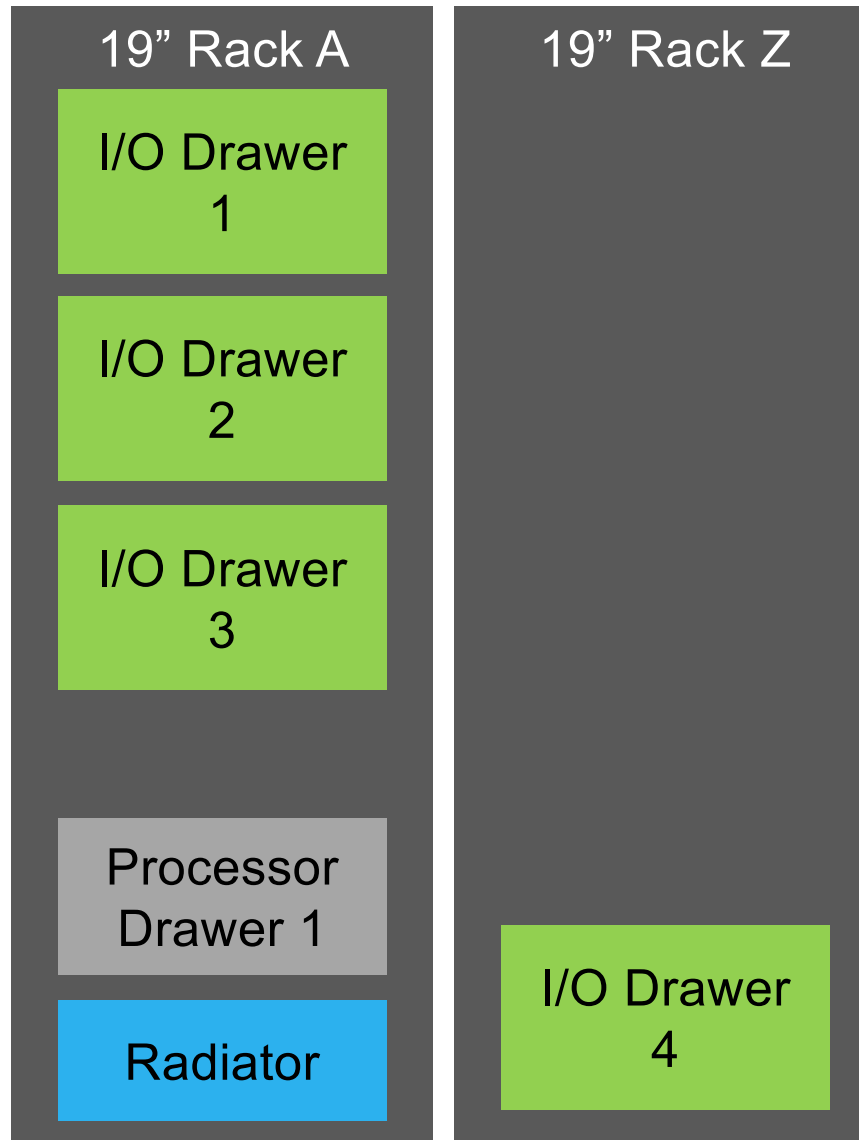 19” Rack A
I/O Drawer
1
I/O Drawer
2
I/O Drawer
3
Processor
Drawer 1
Radiator
19” Rack Z
I/O Drawer
4